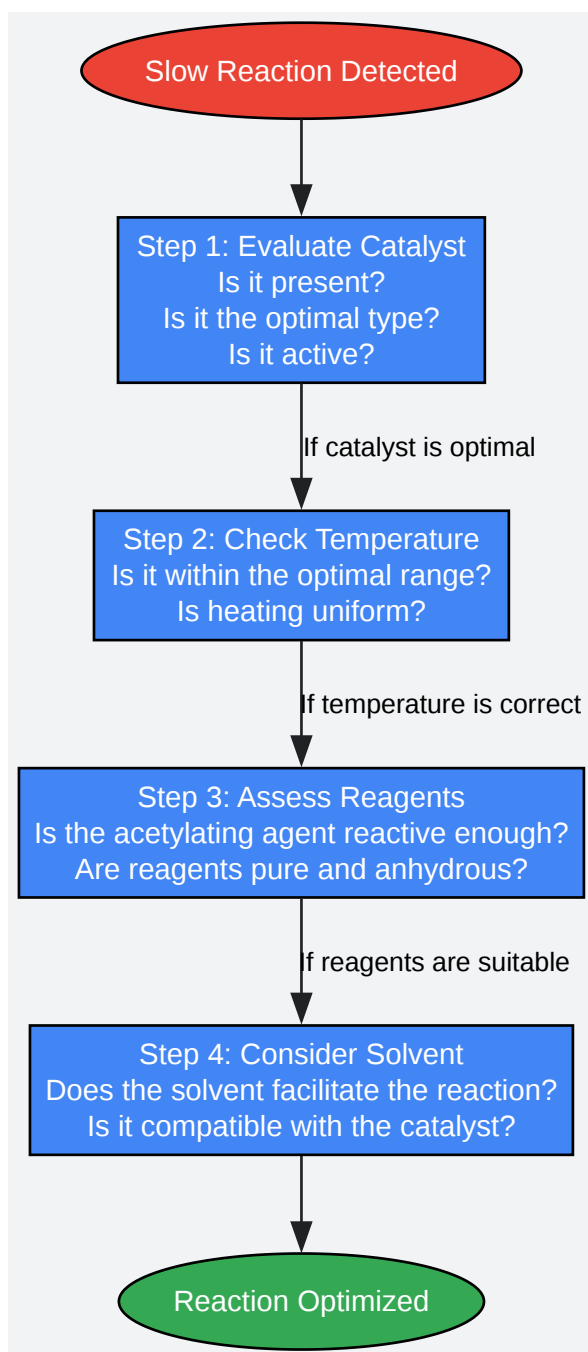 Slow Reaction Detected
Step 1: Evaluate Catalyst
Is it present?
Is it the optimal type?
Is it active?
If catalyst is optimal
Step 2: Check Temperature
Is it within the optimal range?
Is heating uniform?
If temperature is correct
Step 3: Assess Reagents
Is the acetylating agent reactive enough?
Are reagents pure and anhydrous?
If reagents are suitable
Step 4: Consider Solvent
Does the solvent facilitate the reaction?
Is it compatible with the catalyst?
Reaction Optimized